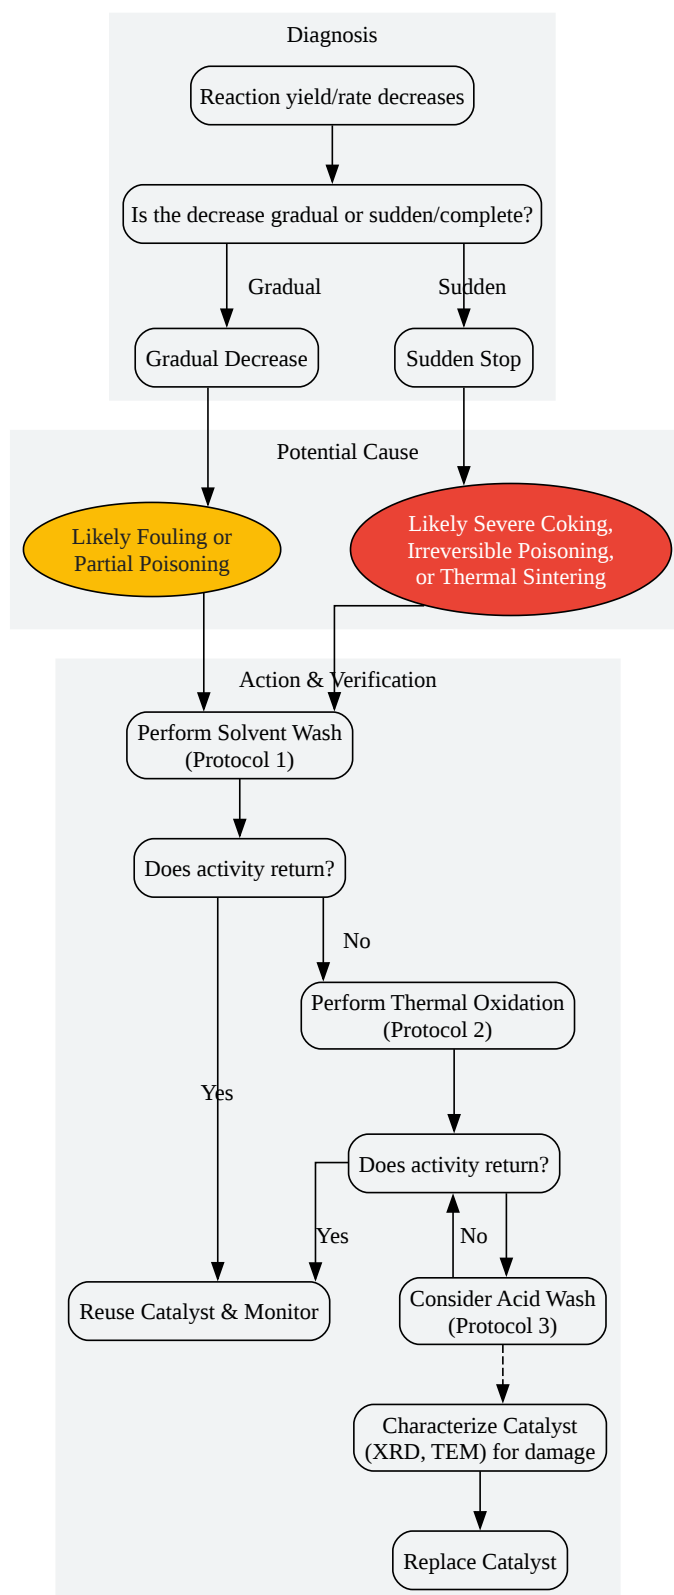 Diagnosis
Reaction yield/rate decreases
Is the decrease gradual or sudden/complete?
Gradual
Sudden
Gradual Decrease
Sudden Stop
Potential Cause
Likely Fouling or
Partial Poisoning
Likely Severe Coking,
Irreversible Poisoning,
or Thermal Sintering
Action & Verification
Perform Solvent Wash
(Protocol 1)
Does activity return?
No
Perform Thermal Oxidation
(Protocol 2)
Yes
Does activity return?
Yes
No
Reuse Catalyst & Monitor
Consider Acid Wash
(Protocol 3)
Characterize Catalyst
(XRD, TEM) for damage
Replace Catalyst